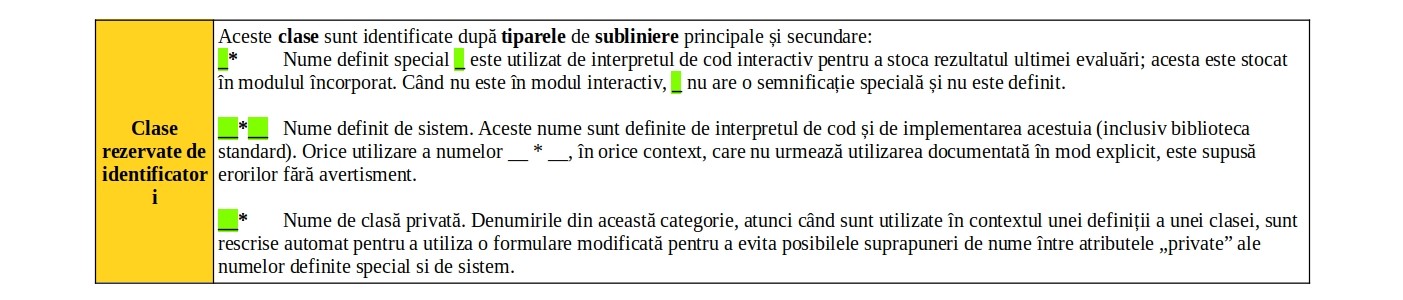 Clase
rezervate de
identificator
i
Aceste clase sunt identificate după tiparele de subliniere principale și secundare:
_* Nume definit special _ este utilizat de interpretul de cod interactiv pentru a stoca rezultatul ultimei evaluări; acesta este stocat
în modulul încorporat. Când nu este în modul interactiv, _ nu are o semnificație specială și nu este definit.
__*__ Nume definit de sistem. Aceste nume sunt definite de interpretul de cod și de implementarea acestuia (inclusiv biblioteca
standard). Orice utilizare a numelor __ * __, în orice context, care nu urmează utilizarea documentată în mod explicit, este supusă
erorilor fără avertisment.
__* Nume de clasă privată. Denumirile din această categorie, atunci când sunt utilizate în contextul unei definiții a unei clasei, sunt
rescrise automat pentru a utiliza o formulare modificată pentru a evita posibilele suprapuneri de nume între atributele „private” ale
numelor definite special si de sistem.